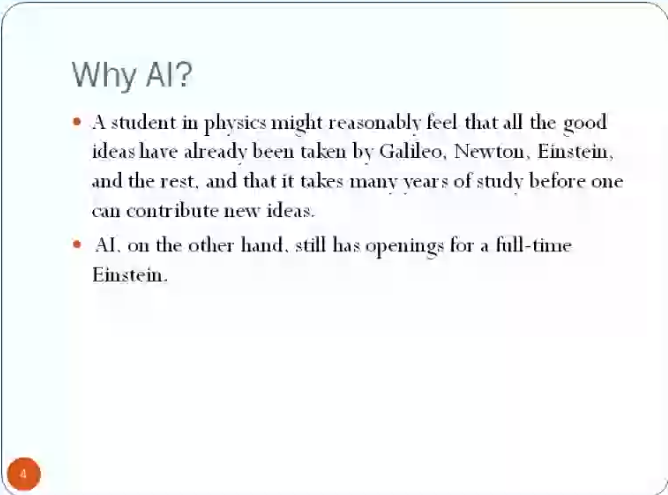 Why AI?
• A student in physics might reasonably feel that all the good
ideas have already been taken by Galileo, Newton, Einstein,
and the rest, and that it takes many years of study before one
can contribute new ideas.
• AI, on the other hand, still has openings for a full-time
Einstein.
4